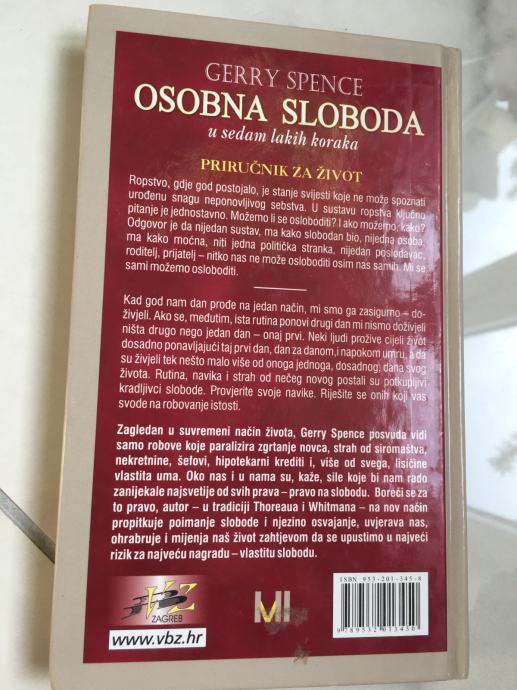 GERRY SPENCE
OSOBNA SLOBODA
u sedam lakih koraka
PRIRUČNIK ZA ŽIVOT
Ropstvo, gdje god postojalo, je stanje svijesti koje ne može spoznati
urođenu snagu neponovljivog sebstva. U sustavu ropstva ključno
pitanje je jednostavno. Možemo li se osloboditi? I ako možemo, kako?
Odgovor je da nijedan sustav, ma kako slobodan bio, nijedna osoba,
ma kako moćna, niti jedna politička stranka, nijedan poslodavac,
roditelj, prijatelj – nitko nas ne može osloboditi osim nas samih. Mi se
sami možemo osloboditi.
Kad god nam dan prođe na jedan način, mi smo ga zasigurno – do-
živjeli. Ako se, međutim, ista rutina ponovi drugi dan mi nismo doživjeli
ništa drugo nego jedan dan – onaj prvi. Neki ljudi prožive cijeli život
dosadno ponavljajući taj prvi dan, dan za danom, i napokom umru, a da
su živjeli tek nešto malo više od onoga jednoga, dosadnog, dana svog
života. Rutina, navika i strah od nečeg novog postali su potkupljivi
kradljivci slobode. Provjerite svoje navike. Riješite se onih koji vas
svode na robovanje istosti.
Zagledan u suvremeni način života, Gerry Spence posvuda vidi
samo robove koje paralizira zgrtanje novca, strah od siromaštva,
nekretnine, šefovi, hipotekarni krediti i, više od svega, lisičine
vlastita uma. Oko nas i u nama su, kaže, sile koje bi nam rado
zanijekale najsvetije od svih prava – pravo na slobodu. Boreći se za
to pravo, autor – u tradiciji Thoreaua i Whitmana – na nov način
propitkuje poimanje slobode i njezino osvajanje, uvjerava nas,
ohrabruje i mijenja naš život zahtjevom da se upustimo u najveći
rizik za najveću nagradu – vlastitu slobodu.
VBZ
ZAGREB
www.vbz.hr
MI
ISBN 953-201-345-8
9 789532 013450